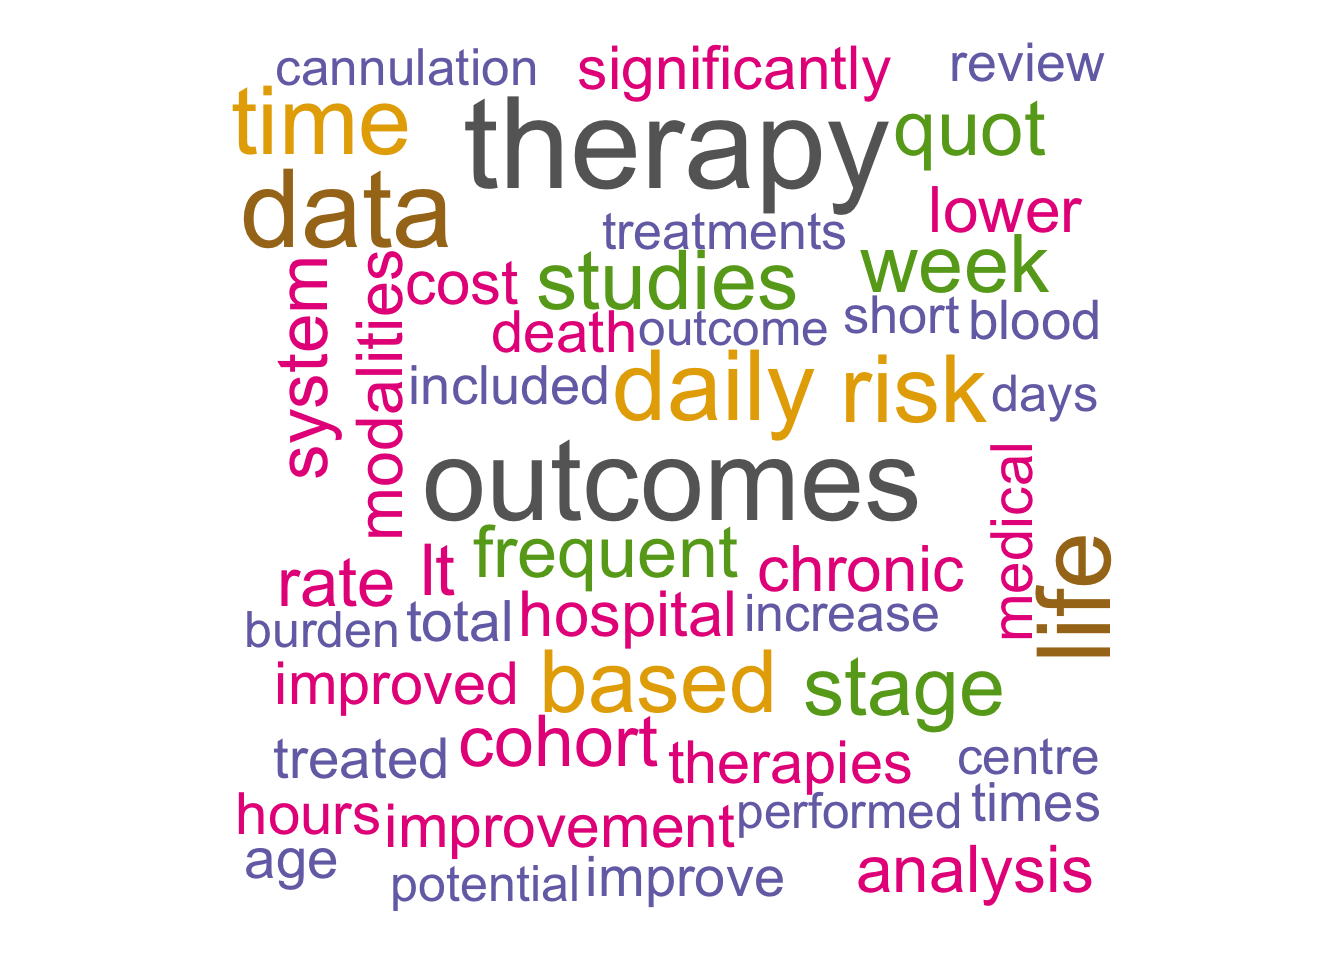 cannulation significantly review
time therapy quot
data lower
treatments
system modalities cost studies week
death outcome short blood
included daily risk days
outcomes medical
life
rate lt frequent chronic
burden total hospital increase
improved based stage
treated cohort therapies centre
hours improvement performed times
age potential improve analysis